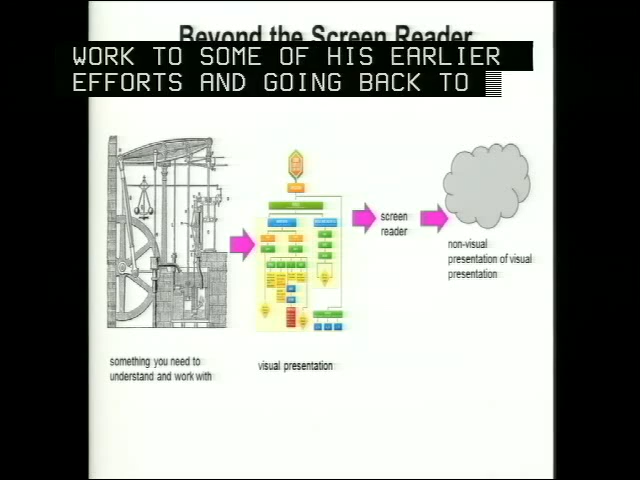 Beyond the Screen Reader
WORK TO SOME OF HIS EARLIER
EFFORTS AND GOING BACK TO
screen
reader
non-visual
presentation of visual
presentation
something you need to
understand and work with
visual presentation